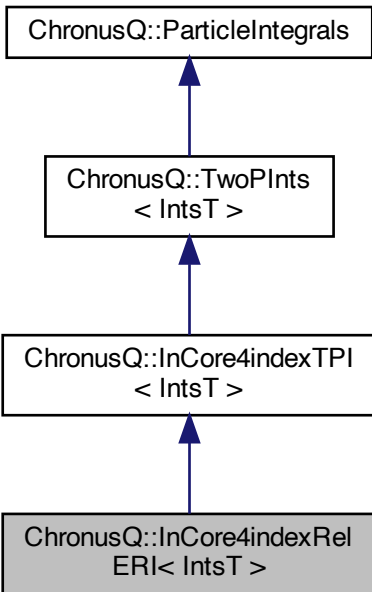 ChronusQ::ParticleIntegrals
ChronusQ::TwoPInts
< IntsT >
ChronusQ::InCore4indexTPI
< IntsT >
ChronusQ::InCore4indexRel
ERI< IntsT >